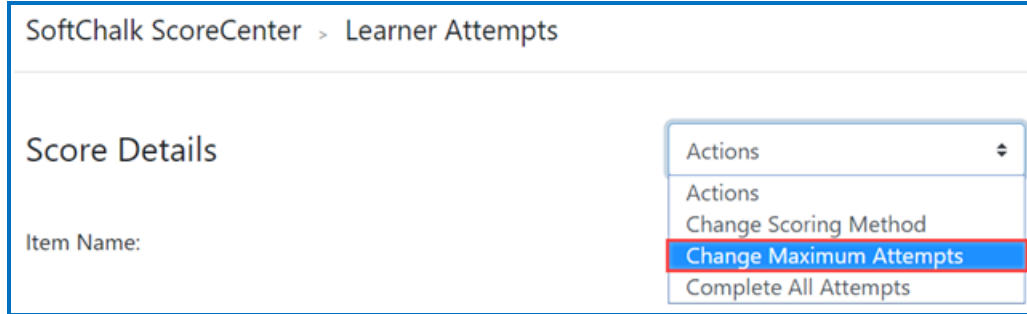 SoftChalk ScoreCenter > Learner Attempts
Score Details
Actions
Actions
Change Scoring Method
Item Name:
Change Maximum Attempts
Complete All Attempts